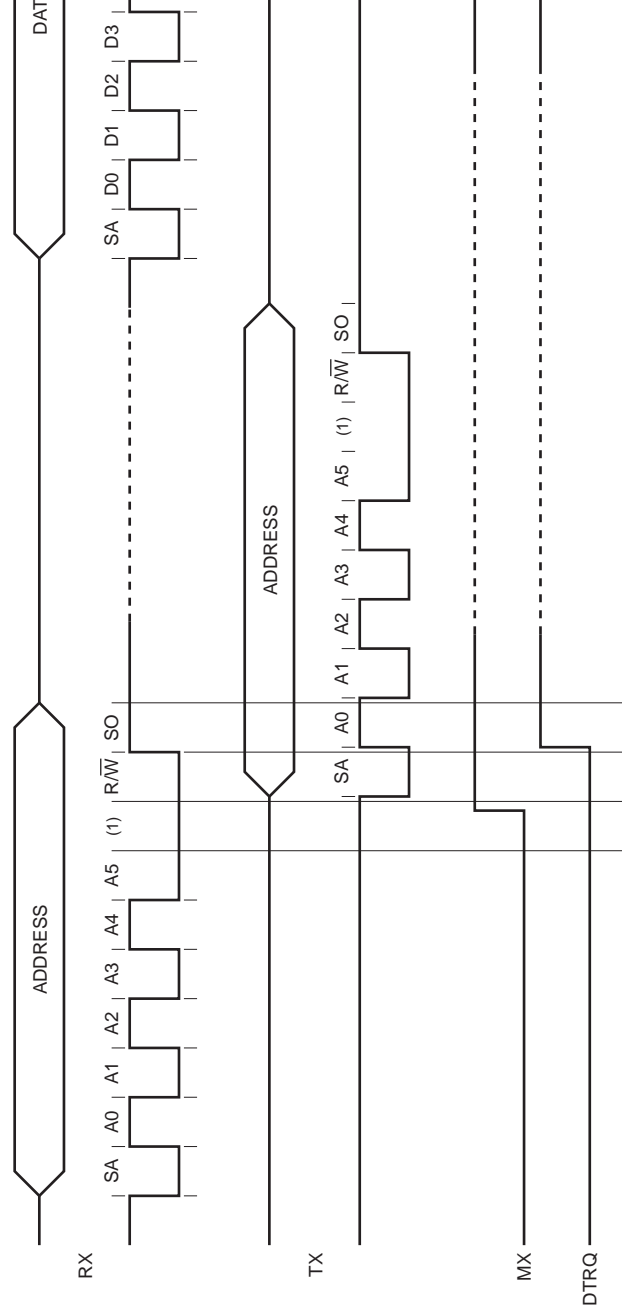 ADDRESS
DAT
RX
SA A0 A1 A2 A3 A4 A5 (1) R/W̅ SO SA D0 D1 D2 D3
ADDRESS
TX
SA A0 A1 A2 A3 A4 A5 (1) R/W̅ SO
MX
DTRQ